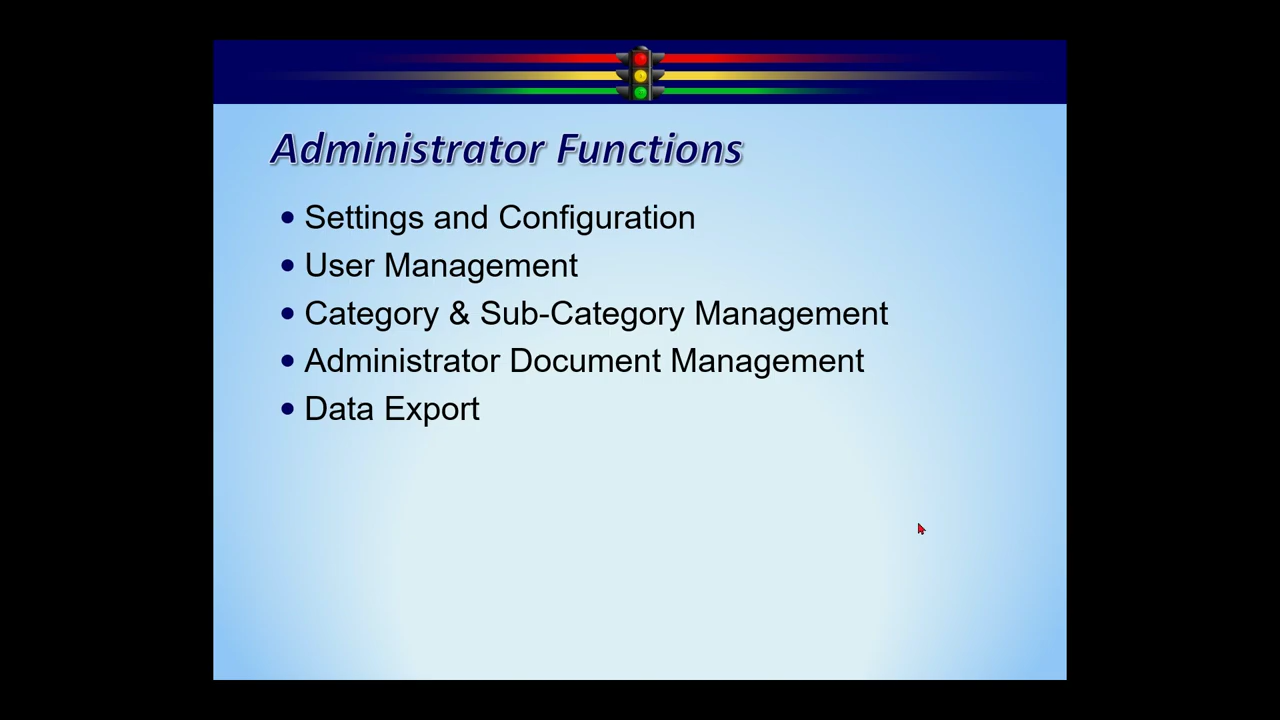 Administrator Functions
• Settings and Configuration
• User Management
• Category & Sub-Category Management
• Administrator Document Management
• Data Export